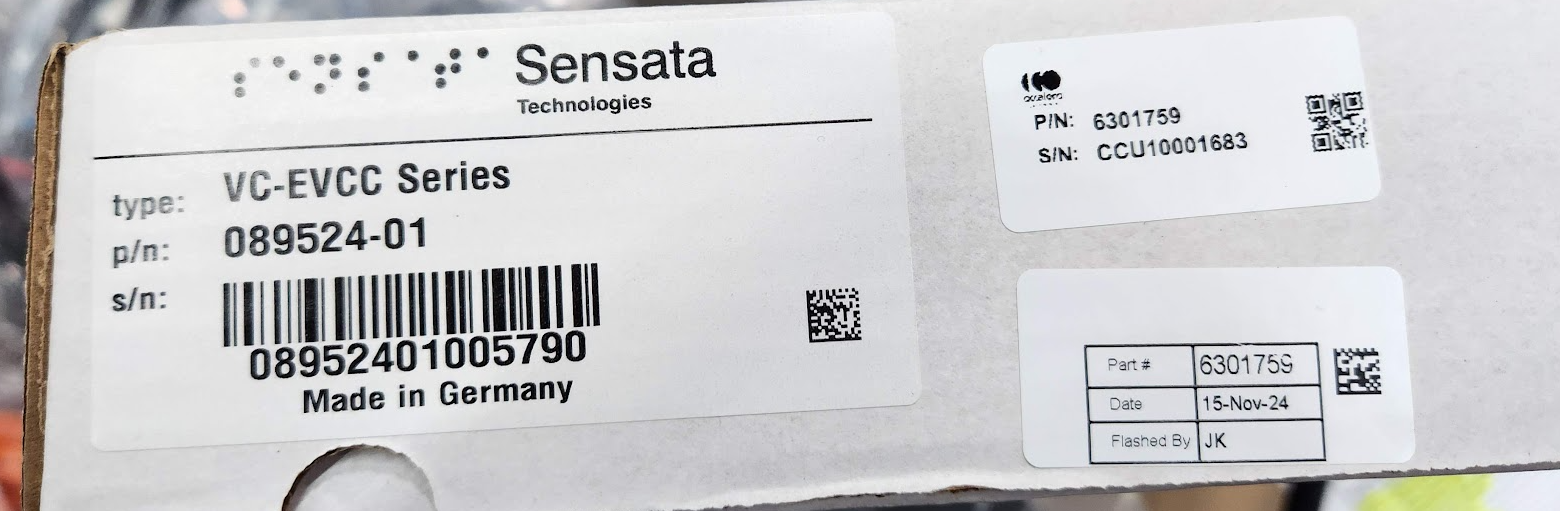 Sensata
Technologies
type: VC-EVCC Series
p/n: 089524-01
s/n:
08952401005790
Made in Germany
accelera
P/N: 6301759
S/N: CCU10001683
Part # 6301759
Date 15-Nov-24
Flashed By JK